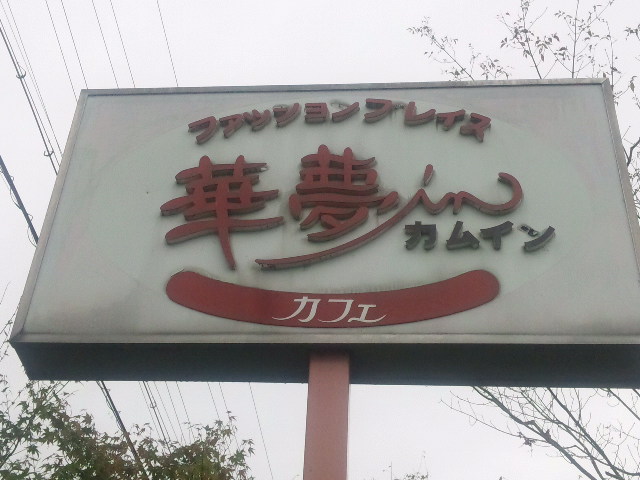 ファッションプレイス
華夢in
カムイン
カフェ